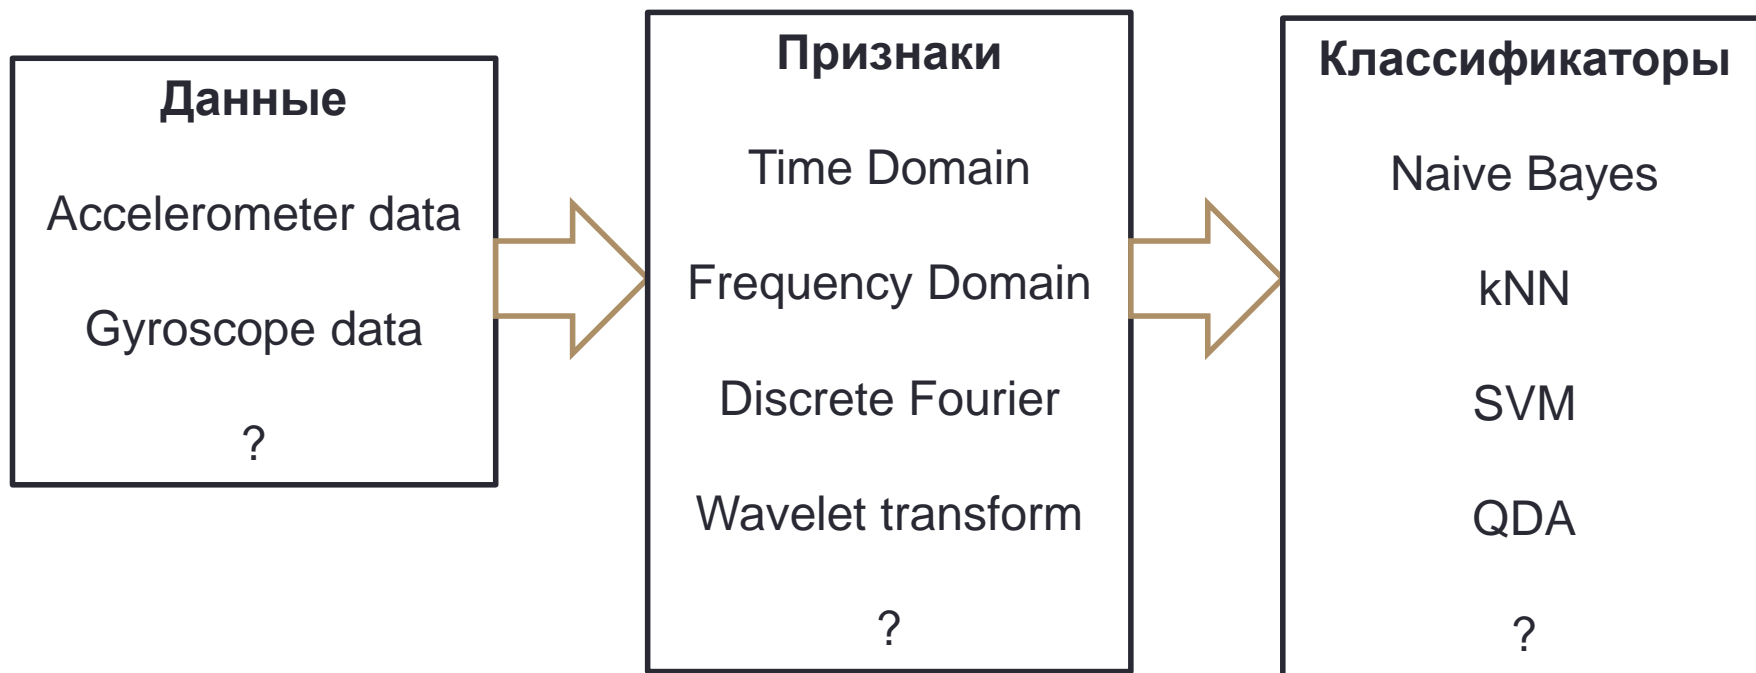 Данные
Accelerometer data
Gyroscope data
?
Признаки
Time Domain
Frequency Domain
Discrete Fourier
Wavelet transform
?
Классификаторы
Naive Bayes
kNN
SVM
QDA
?